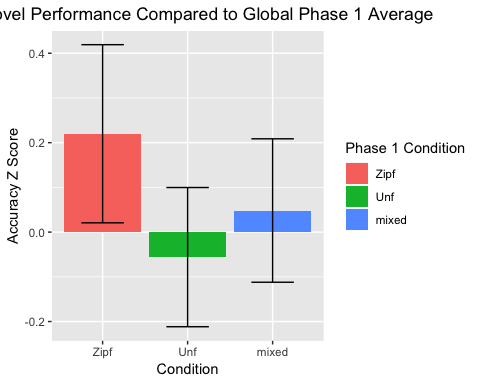 ovel Performance Compared to Global Phase 1 Average
Accuracy Z Score
0.4
0.2
0.0
-0.2
Zipf
Unf
mixed
Condition
Phase 1 Condition
Zipf
Unf
mixed